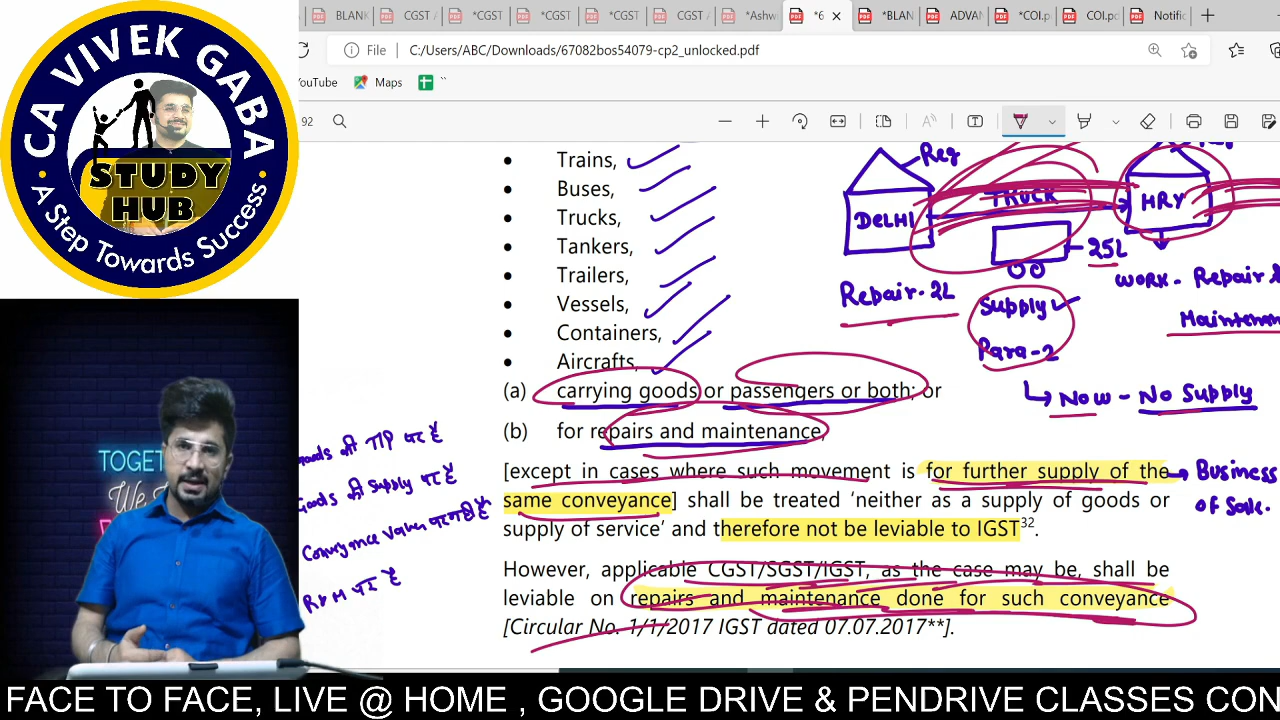 CA VIVEK GABA
STUDY
HUB
• A Step Towards Success •
BLANK
CGST
*CGST
*CGST
*CGST
CGST
*Ashw
*6
*BLAN
ADVAN
*COI.p
COI.pd
Notific
File
C:/Users/ABC/Downloads/67082bos54079-cp2_unlocked.pdf
YouTube
Maps
92
• Trains,
• Buses,
• Trucks,
• Tankers,
• Trailers,
• Vessels,
• Containers,
• Aircrafts,
(a) carrying goods or passengers or both; or
(b) for repairs and maintenance,
[except in cases where such movement is for further supply of the
same conveyance] shall be treated ‘neither as a supply of goods or
supply of service’ and therefore not be leviable to IGST32.
However, applicable CGST/SGST/IGST, as the case may be, shall be
leviable on repairs and maintenance done for such conveyance
[Circular No. 1/1/2017 IGST dated 07.07.2017**].
Reg
DELHI
TRUCK
HRY
25L
Repair-2L
Supply
Para-2
Work - Repair &
Now - No Supply
Business
of Sale.
TOGET
We
FACE TO FACE, LIVE @ HOME , GOOGLE DRIVE & PENDRIVE CLASSES CON